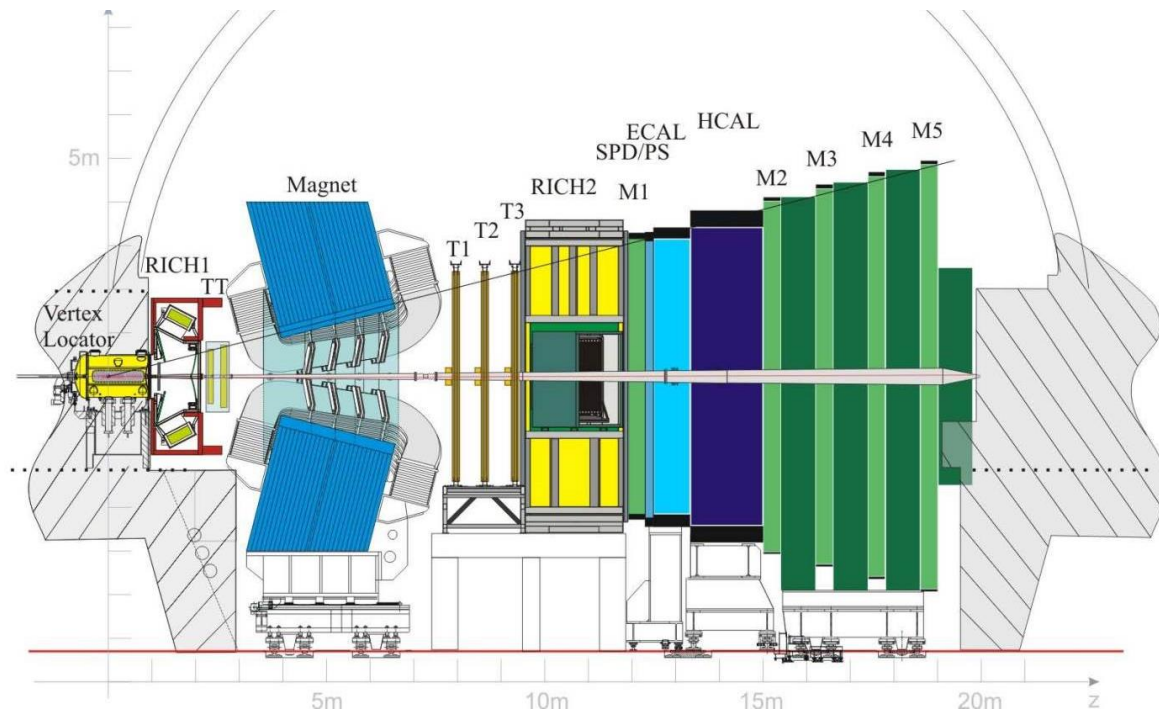 5m
Magnet
RICH1
TT
Vertex
Locator
T1
T2
T3
RICH2
M1
SPD/PS
ECAL
HCAL
M2
M3
M4
M5
5m
10m
15m
20m
z